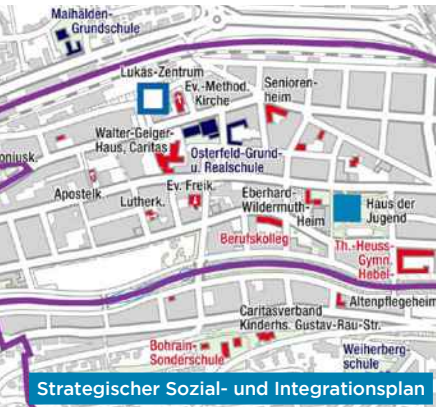 Maihälden-
Grundschule
Lukas-Zentrum
Ev.-Method.
Kirche
Senioren-
heim
Walter-Geiger-
Haus, Caritas
Osterfeld-Grund-
u. Realschule
oniusk.
Apostelk.
Lutherk.
Ev. Freik.
Eberhard-
Wildermuth-
Heim
Haus der
Jugend
Berufskolleg
Th.-Heuss-
Gymn.
Hebel-
Altenpflegeheim
Caritasverband
Kinderhs. Gustav-Rau-Str.
Bohrain-
Sonderschule
Weiherberg-
schule
Strategischer Sozial- und Integrationsplan